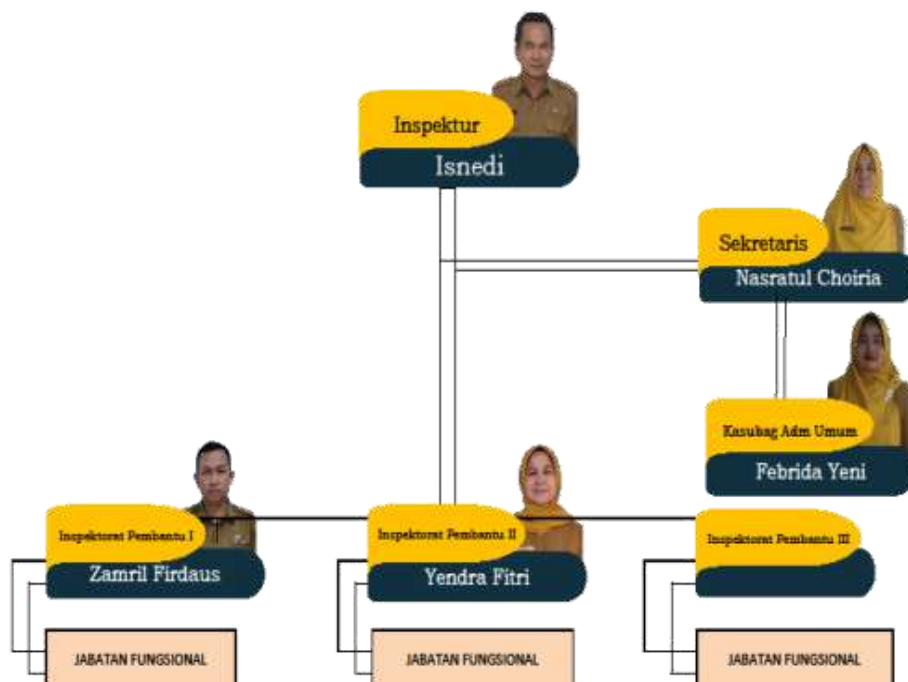 Inspektur
Isnedi
Sekretaris
Nasratul Choiria
Kasubag Adm Umum
Febrida Yeni
Inspektorat Pembantu I
Zamril Firdaus
Inspektorat Pembantu II
Yendra Fitri
Inspektorat Pembantu III
JABATAN FUNGSIONAL
JABATAN FUNGSIONAL
JABATAN FUNGSIONAL